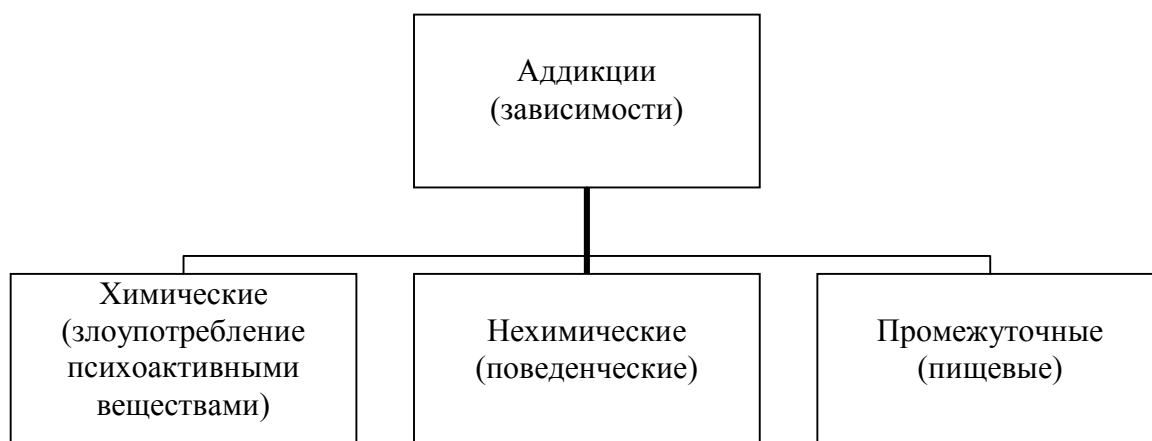 Аддикции
(зависимости)
Химические
(злоупотребление
психоактивными
веществами)
Нехимические
(поведенческие)
Промежуточные
(пищевые)